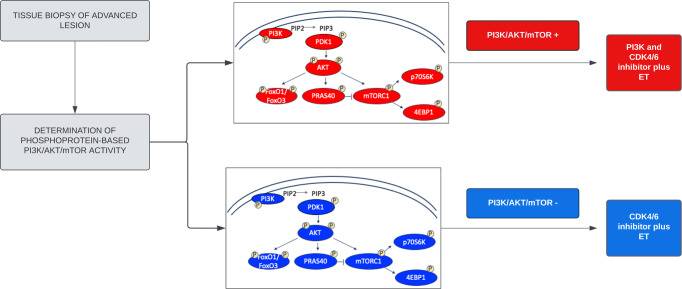 TISSUE BIOPSY OF ADVANCED
LESION
DETERMINATION OF
PHOSPHOPROTEIN-BASED
PI3K/AKT/mTOR ACTIVITY
PI3K
P
PIP2
PIP3
PDK1
P
P
AKT
P
P
FoxO1/
P
FoxO3
P
PRAS40
P
mTORC1
P
p70S6K
P
4EBP1
P
PI3K/AKT/mTOR +
PI3K and
CDK4/6
inhibitor plus
ET
PI3K
P
PIP2
PIP3
PDK1
P
P
AKT
P
P
FoxO1/
P
FoxO3
P
PRAS40
P
mTORC1
P
p70S6K
P
4EBP1
P
PI3K/AKT/mTOR -
CDK4/6
inhibitor plus
ET